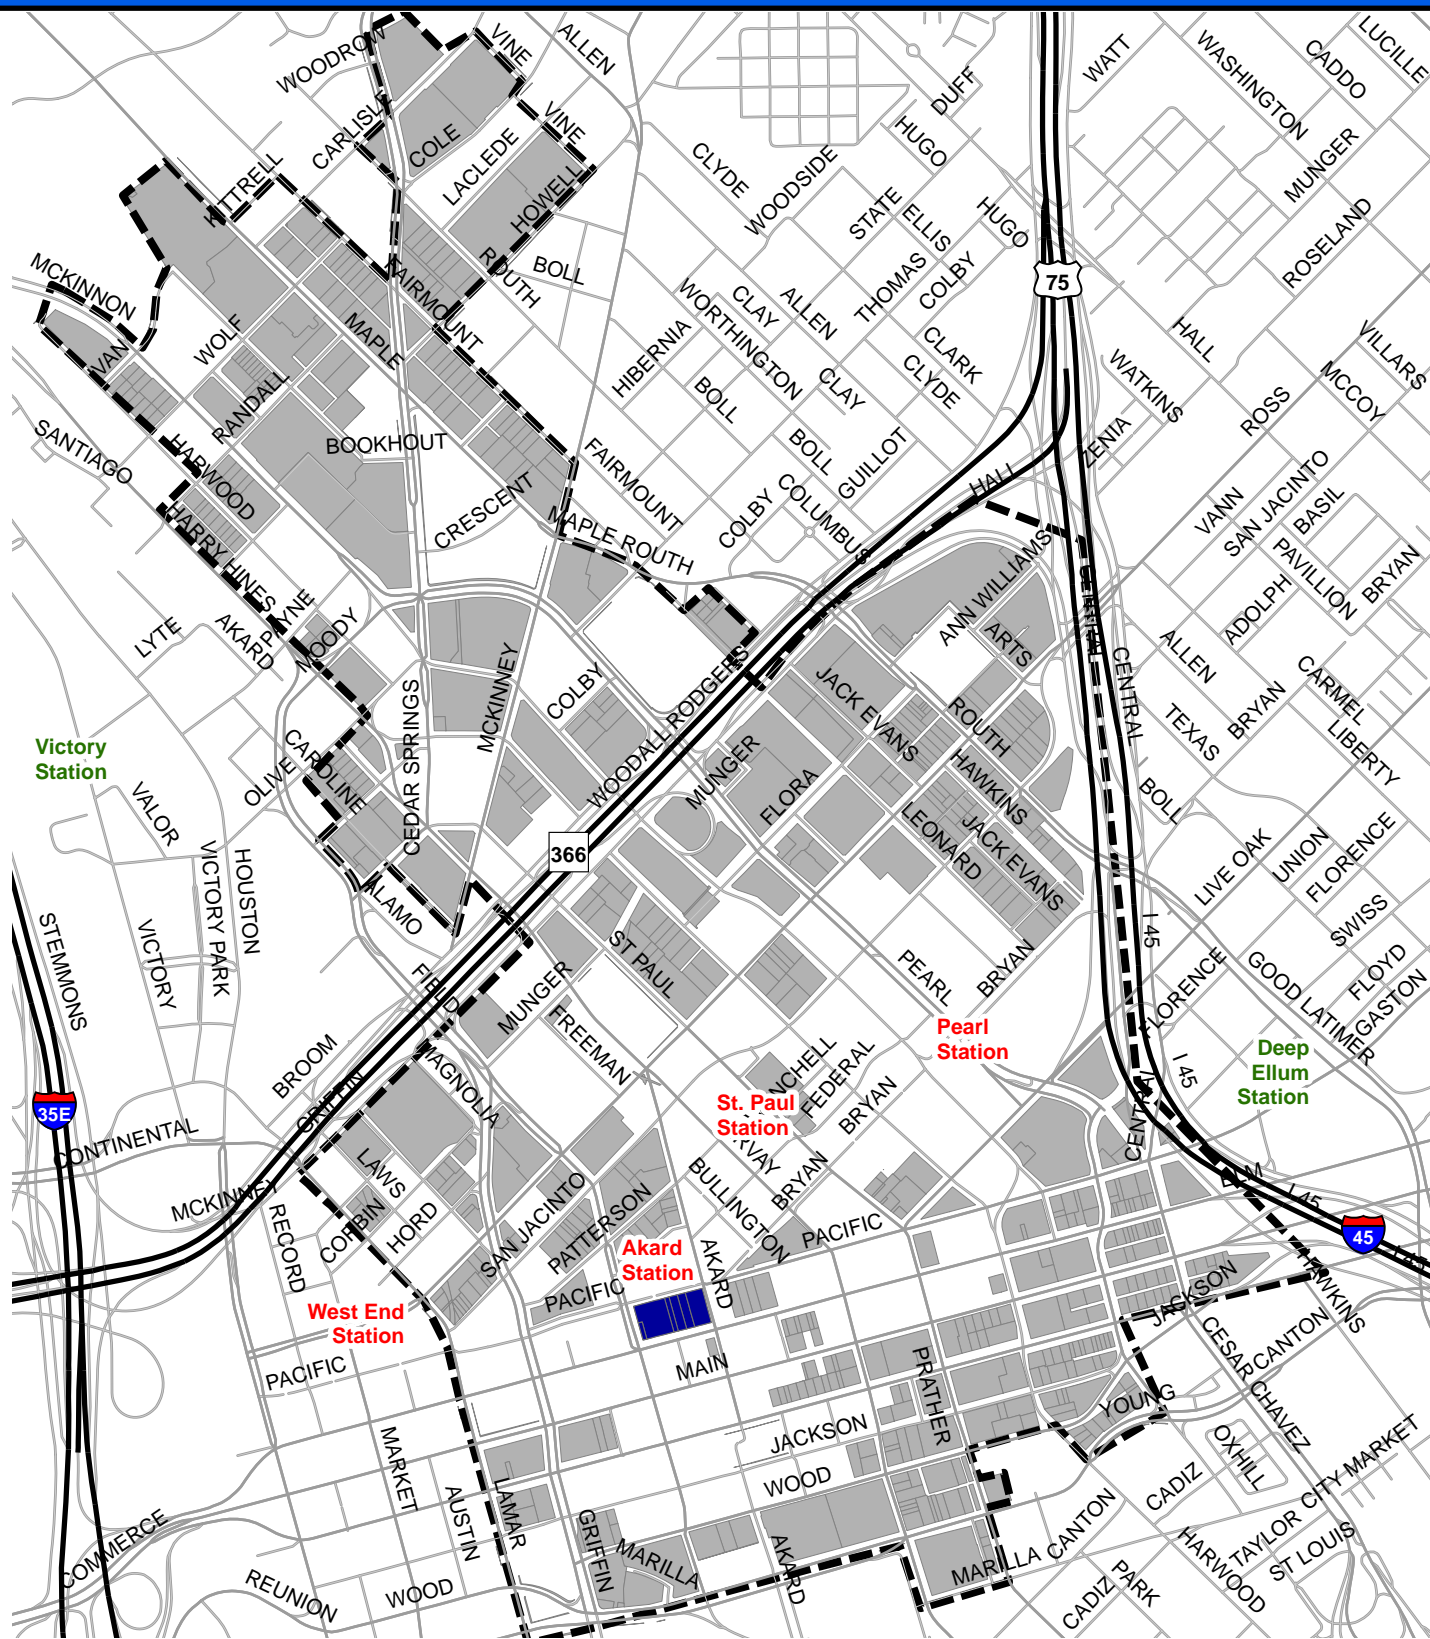 WOODROW
VINE
ALLEN
WATT
WASHINGTON
CADDO
LUCILLE
CARLISLE
COLE
VINE
DUFF
HUGO
MUNGER
KITTRELL
LACLEDE
HOWELL
CLYDE
WOODSIDE
STATE
ELLIS
HUGO
ROSELAND
MCKINNON
FAIRMOUNT
ROUTH
BOLL
THOMAS
COLBY
75
VAN
WOLF
MAPLE
WORTHINGTON
CLAY
ALLEN
HALL
VILLARS
RANDALL
HIBERNIA
BOLL
CLAY
CLARK
CLYDE
WATKINS
MCCOY
ROSS
SANTIAGO
HARWOOD
BOOKHOUT
CRESCENT
FAIRMOUNT
BOLL
GUILLOT
ZENIA
SAN JACINTO
HARRY HINES
MAPLE ROUTH
COLBY
COLUMBUS
HALL
VANN
BASIL
PAVILLION
BRYAN
LYTE
AKARD
PAYNE
MOODY
ANN WILLIAMS
ARTS
CENTRAL
ADOLPH
ALLEN
CARMEL
Victory
Station
OLIVE
CAROLINE
CEDAR SPRINGS
MCKINNEY
COLBY
WOODALL RODGERS
JACK EVANS
ROUTH
CENTRAL
TEXAS
BRYAN
LIBERTY
VALOR
MUNGER
FLORA
HAWKINS
BOLL
366
VICTORY PARK
HOUSTON
LEONARD
JACK EVANS
LIVE OAK
UNION
FLORENCE
STEMMONS
VICTORY
ALAMO
ST PAUL
I 45
SWISS
FLOYD
FIELD
MUNGER
FREEMAN
PEARL
BRYAN
FLORENCE
GOOD LATIMER
GASTON
Pearl
Station
Deep
Ellum
Station
BROOM
GRIFFIN
MAGNOLIA
FEDERAL
BRYAN
I 45
St. Paul
Station
35E
CONTINENTAL
LAWS
BRYAN
CENTRAL
MCKINNEY
RECORD
CORBIN
HORD
SAN JACINTO
PATTERSON
BULLINGTON
PACIFIC
ELM
I 45
45
I 45
Akard
Station
AKARD
PACIFIC
West End
Station
JACKSON
HAWKINS
PACIFIC
MAIN
PRATHER
CESAR CHAVEZ
CANTON
YOUNG
MARKET
JACKSON
OXHILL
CITY MARKET
AUSTIN
LAMAR
WOOD
CADIZ
COMMERCE
GRIFFIN
MARILLA
AKARD
MARILLA
CANTON
HARWOOD
TAYLOR
ST LOUIS
REUNION
WOOD
CADIZ
PARK